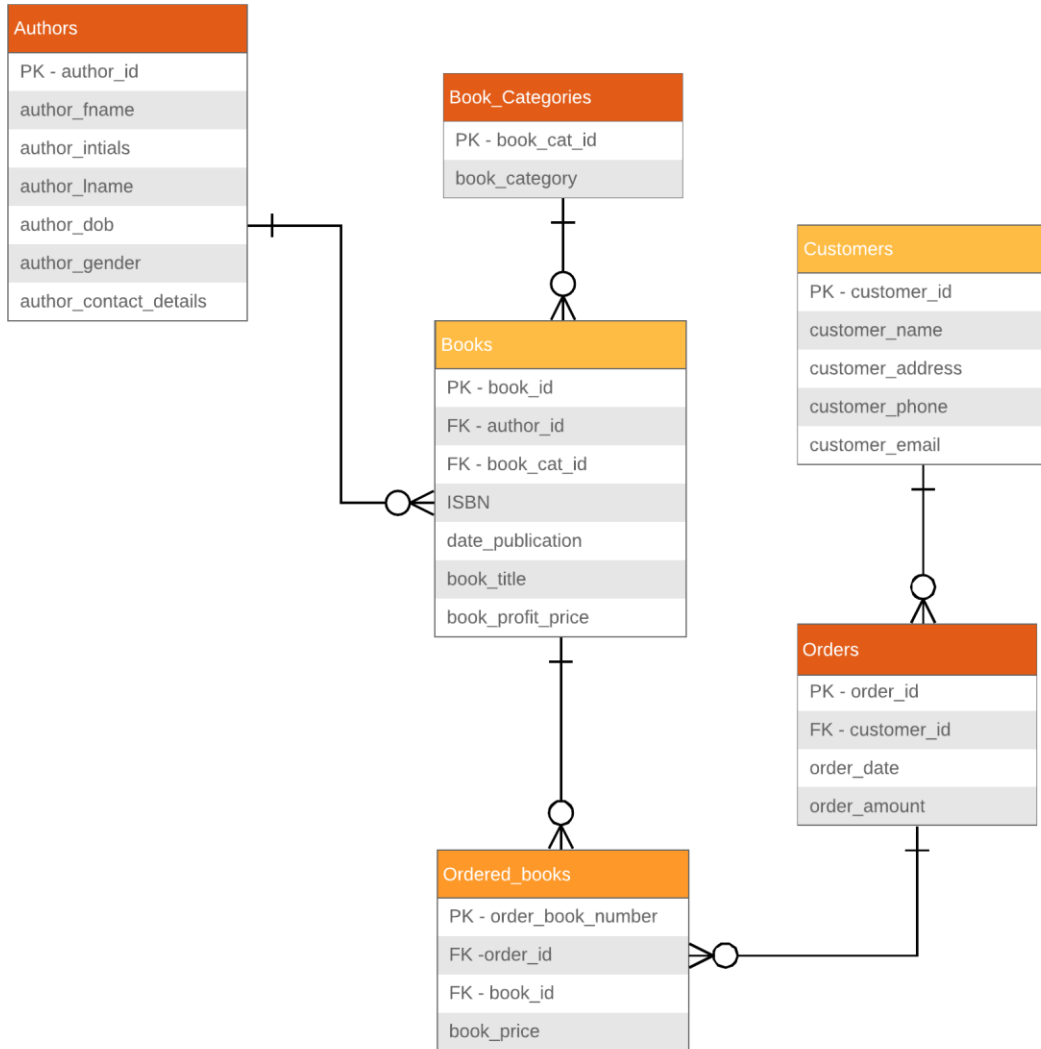 Authors
PK - author_id
author_fname
author_intials
author_lname
author_dob
author_gender
author_contact_details
Book_Categories
PK - book_cat_id
book_category
Books
PK - book_id
FK - author_id
FK - book_cat_id
ISBN
date_publication
book_title
book_profit_price
Customers
PK - customer_id
customer_name
customer_address
customer_phone
customer_email
Orders
PK - order_id
FK - customer_id
order_date
order_amount
Ordered_books
PK - order_book_number
FK -order_id
FK - book_id
book_price